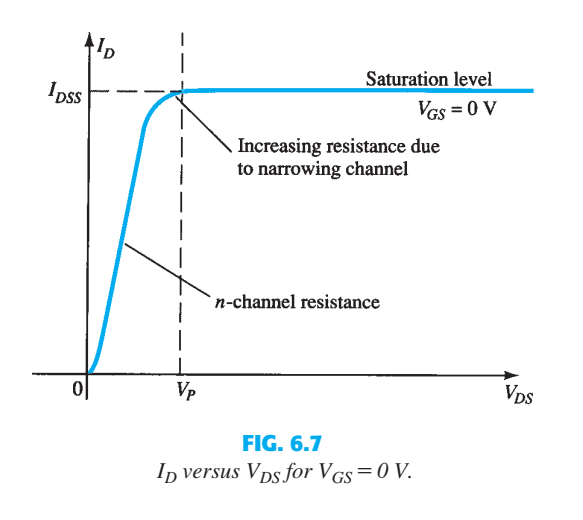 I_D
I_DSS
Saturation level
V_GS = 0 V
Increasing resistance due
to narrowing channel
n-channel resistance
0
V_P
V_DS
FIG. 6.7
I_D versus V_DS for V_GS = 0 V.